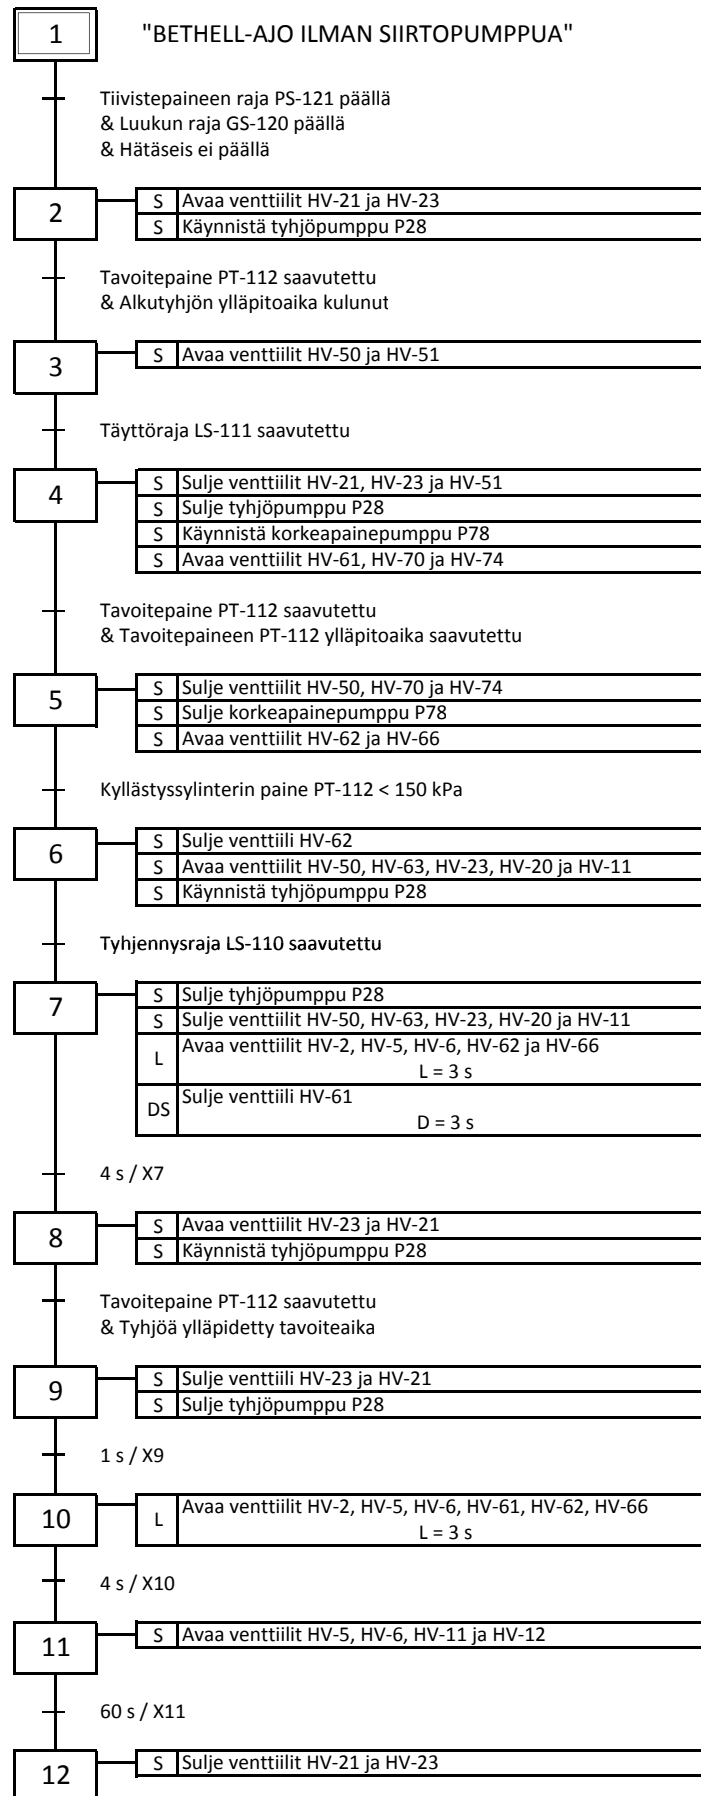 1
"BETHELL-AJO ILMAN SIIRTOPUMPPUA"
Tiivistepaineen raja PS-121 päällä
& Luukun raja GS-120 päällä
& Hätäseis ei päällä
2
S Avaa venttiilit HV-21 ja HV-23
S Käynnistä tyhjöpumppu P28
Tavoitepaine PT-112 saavutettu
& Alkutyhjön ylläpitoaika kulunut
3
S Avaa venttiilit HV-50 ja HV-51
Täyttöraja LS-111 saavutettu
4
S Sulje venttiilit HV-21, HV-23 ja HV-51
S Sulje tyhjöpumppu P28
S Käynnistä korkeapainepumppu P78
S Avaa venttiilit HV-61, HV-70 ja HV-74
Tavoitepaine PT-112 saavutettu
& Tavoitepaineen PT-112 ylläpitoaika saavutettu
5
S Sulje venttiilit HV-50, HV-70 ja HV-74
S Sulje korkeapainepumppu P78
S Avaa venttiilit HV-62 ja HV-66
Kyllästyssylinterin paine PT-112 < 150 kPa
6
S Sulje venttiili HV-62
S Avaa venttiilit HV-50, HV-63, HV-23, HV-20 ja HV-11
S Käynnistä tyhjöpumppu P28
Tyhjennysraja LS-110 saavutettu
7
S Sulje tyhjöpumppu P28
S Sulje venttiilit HV-50, HV-63, HV-23, HV-20 ja HV-11
L Avaa venttiilit HV-2, HV-5, HV-6, HV-62 ja HV-66
L = 3 s
DS Sulje venttiili HV-61
D = 3 s
4 s / X7
8
S Avaa venttiilit HV-23 ja HV-21
S Käynnistä tyhjöpumppu P28
Tavoitepaine PT-112 saavutettu
& Tyhjöä ylläpidetty tavoiteaika
9
S Sulje venttiili HV-23 ja HV-21
S Sulje tyhjöpumppu P28
1 s / X9
10
L Avaa venttiilit HV-2, HV-5, HV-6, HV-61, HV-62, HV-66
L = 3 s
4 s / X10
11
S Avaa venttiilit HV-5, HV-6, HV-11 ja HV-12
60 s / X11
12
S Sulje venttiilit HV-21 ja HV-23